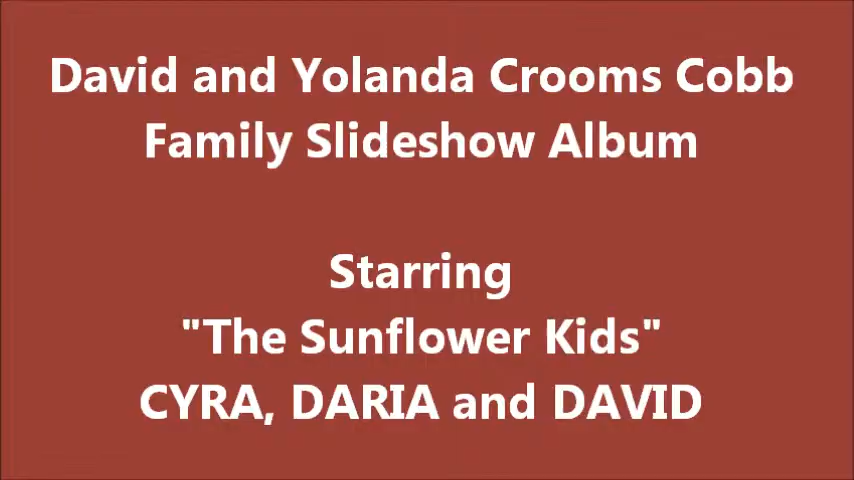 David and Yolanda Crooms Cobb
Family Slideshow Album
Starring
"The Sunflower Kids"
CYRA, DARIA and DAVID